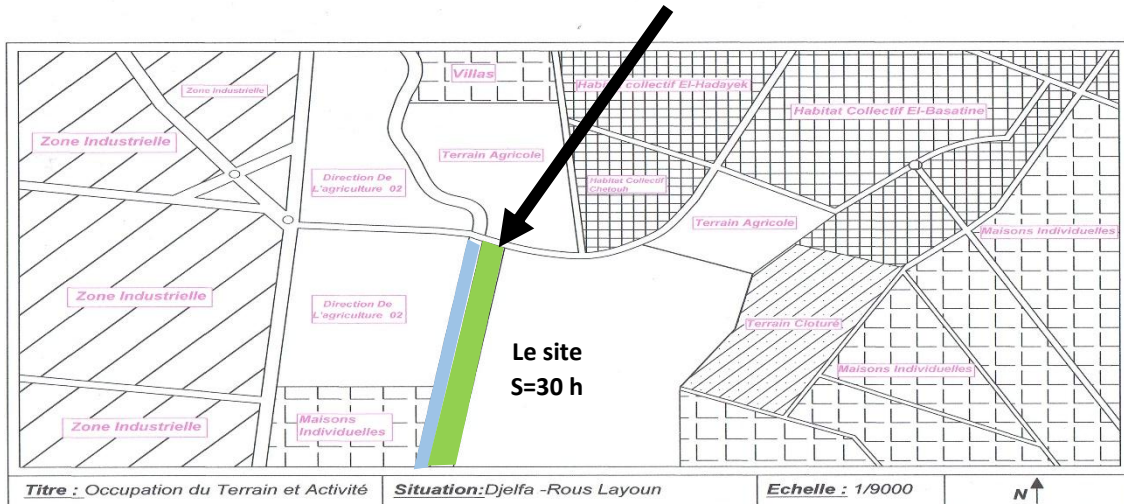 Villas
Zone Industrielle
Habitat collectif El-Hadayek
Habitat Collectif El-Basatine
Zone Industrielle
Terrain Agricole
Direction De
L'agriculture 02
Habitat Collectif
Chetouh
Terrain Agricole
Maisons Individuelles
Zone Industrielle
Direction De
L'agriculture 02
Terrain Cloturé
Le site
S=30 h
Maisons Individuelles
Zone Industrielle
Maisons
Individuelles
Titre : Occupation du Terrain et Activité
Situation:Djelfa -Rous Layoun
Echelle : 1/9000
N